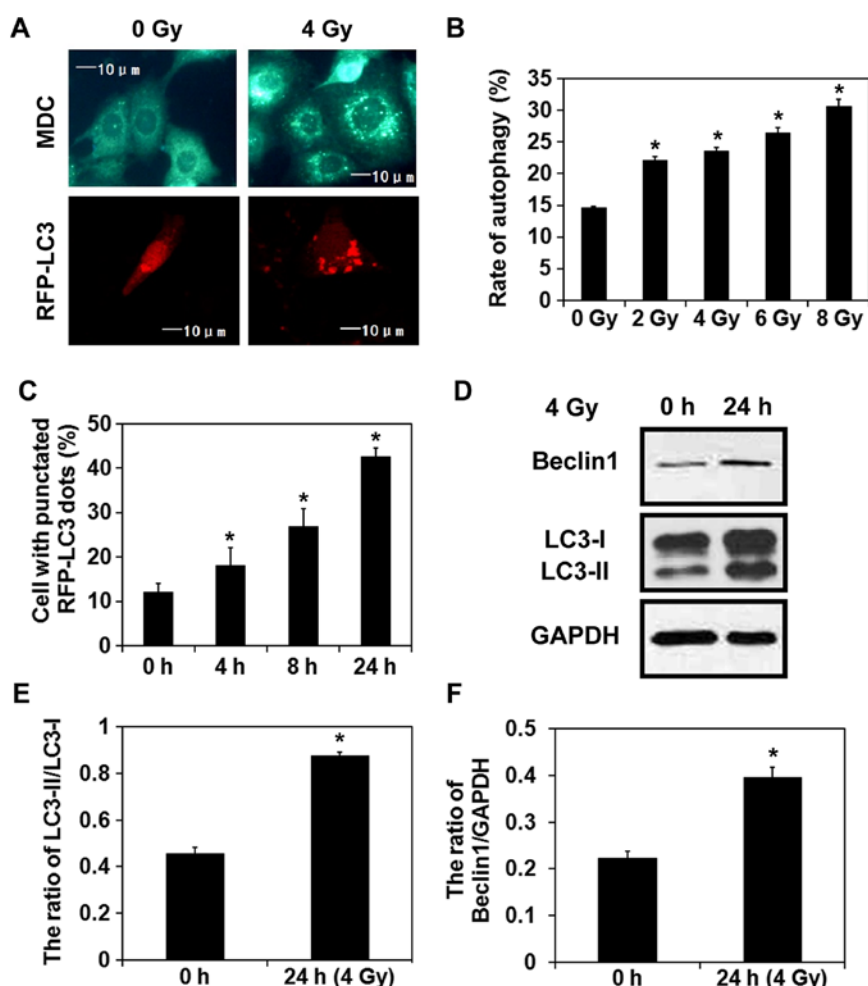 A
0 Gy 4 Gy
MDC
10 μm
10 μm
RFP-LC3
10 μm
10 μm
B
Rate of autophagy (%)
35
30
25
20
15
10
5
0
0 Gy 2 Gy 4 Gy 6 Gy 8 Gy
* * * *
C
Cell with punctated
RFP-LC3 dots (%)
50
40
30
20
10
0
0 h 4 h 8 h 24 h
* * *
D
4 Gy 0 h 24 h
Beclin1
LC3-I
LC3-II
GAPDH
E
The ratio of LC3-II/LC3-I
1
0.8
0.6
0.4
0.2
0
0 h 24 h (4 Gy)
*
F
The ratio of
Beclin1/GAPDH
0.5
0.4
0.3
0.2
0.1
0
0 h 24 h (4 Gy)
*